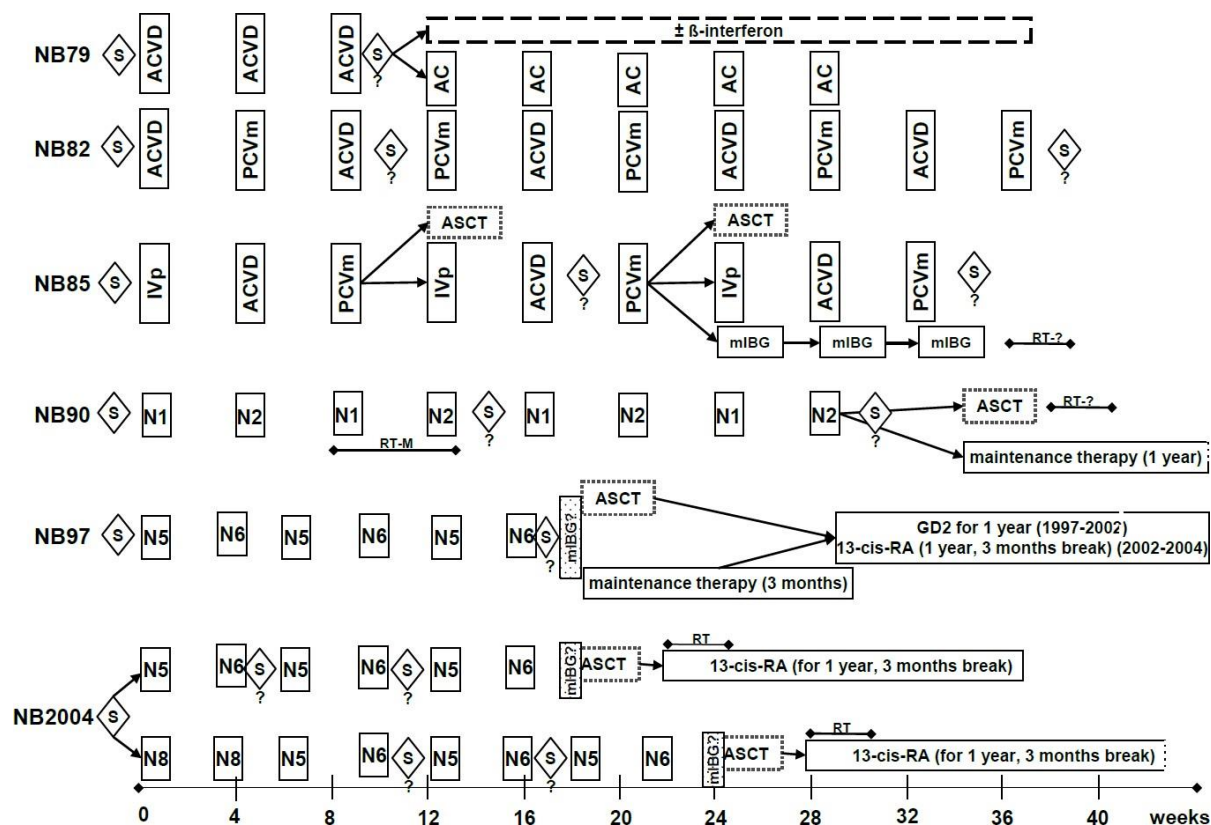 NB79 S ACVD ACVD ACVD S ? ± ß-interferon
AC AC AC AC AC
NB82 S ACVD PCVm ACVD S ? PCVm ACVD PCVm ACVD PCVm ACVD PCVm S ?
ASCT ASCT
NB85 S IVp ACVD PCVm IVp ACVD S ? PCVm IVp ACVD PCVm S ?
mIBG mIBG mIBG RT-?
NB90 S N1 N2 N1 N2 S ? N1 N2 N1 N2 S ? ASCT RT-?
RT-M
maintenance therapy (1 year)
ASCT
NB97 S N5 N6 N5 N6 N5 N6 S ? mIBG?
GD2 for 1 year (1997-2002)
13-cis-RA (1 year, 3 months break) (2002-2004)
maintenance therapy (3 months)
RT
N5 N6 S ? N5 N6 S ? N5 N6 mIBG? ASCT 13-cis-RA (for 1 year, 3 months break)
NB2004 S
RT
N8 N8 N5 N6 S ? N5 N6 S ? N5 N6 mIBG? ASCT 13-cis-RA (for 1 year, 3 months break)
0 4 8 12 16 20 24 28 32 36 40 weeks